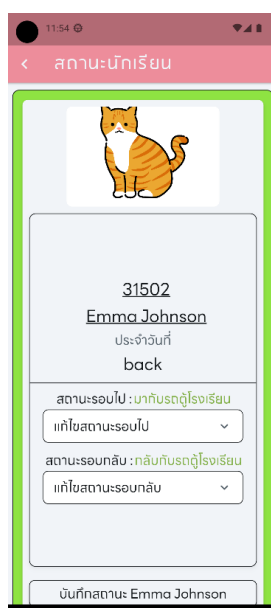 11:54
สถานะนักเรียน
31502
Emma Johnson
ประจำวันที่
back
สถานะรอบไป : มากับรถตู้โรงเรียน
แก้ไขสถานะรอบไป
สถานะรอบกลับ : กลับกับรถตู้โรงเรียน
แก้ไขสถานะรอบกลับ
บันทึกสถานะ Emma Johnson